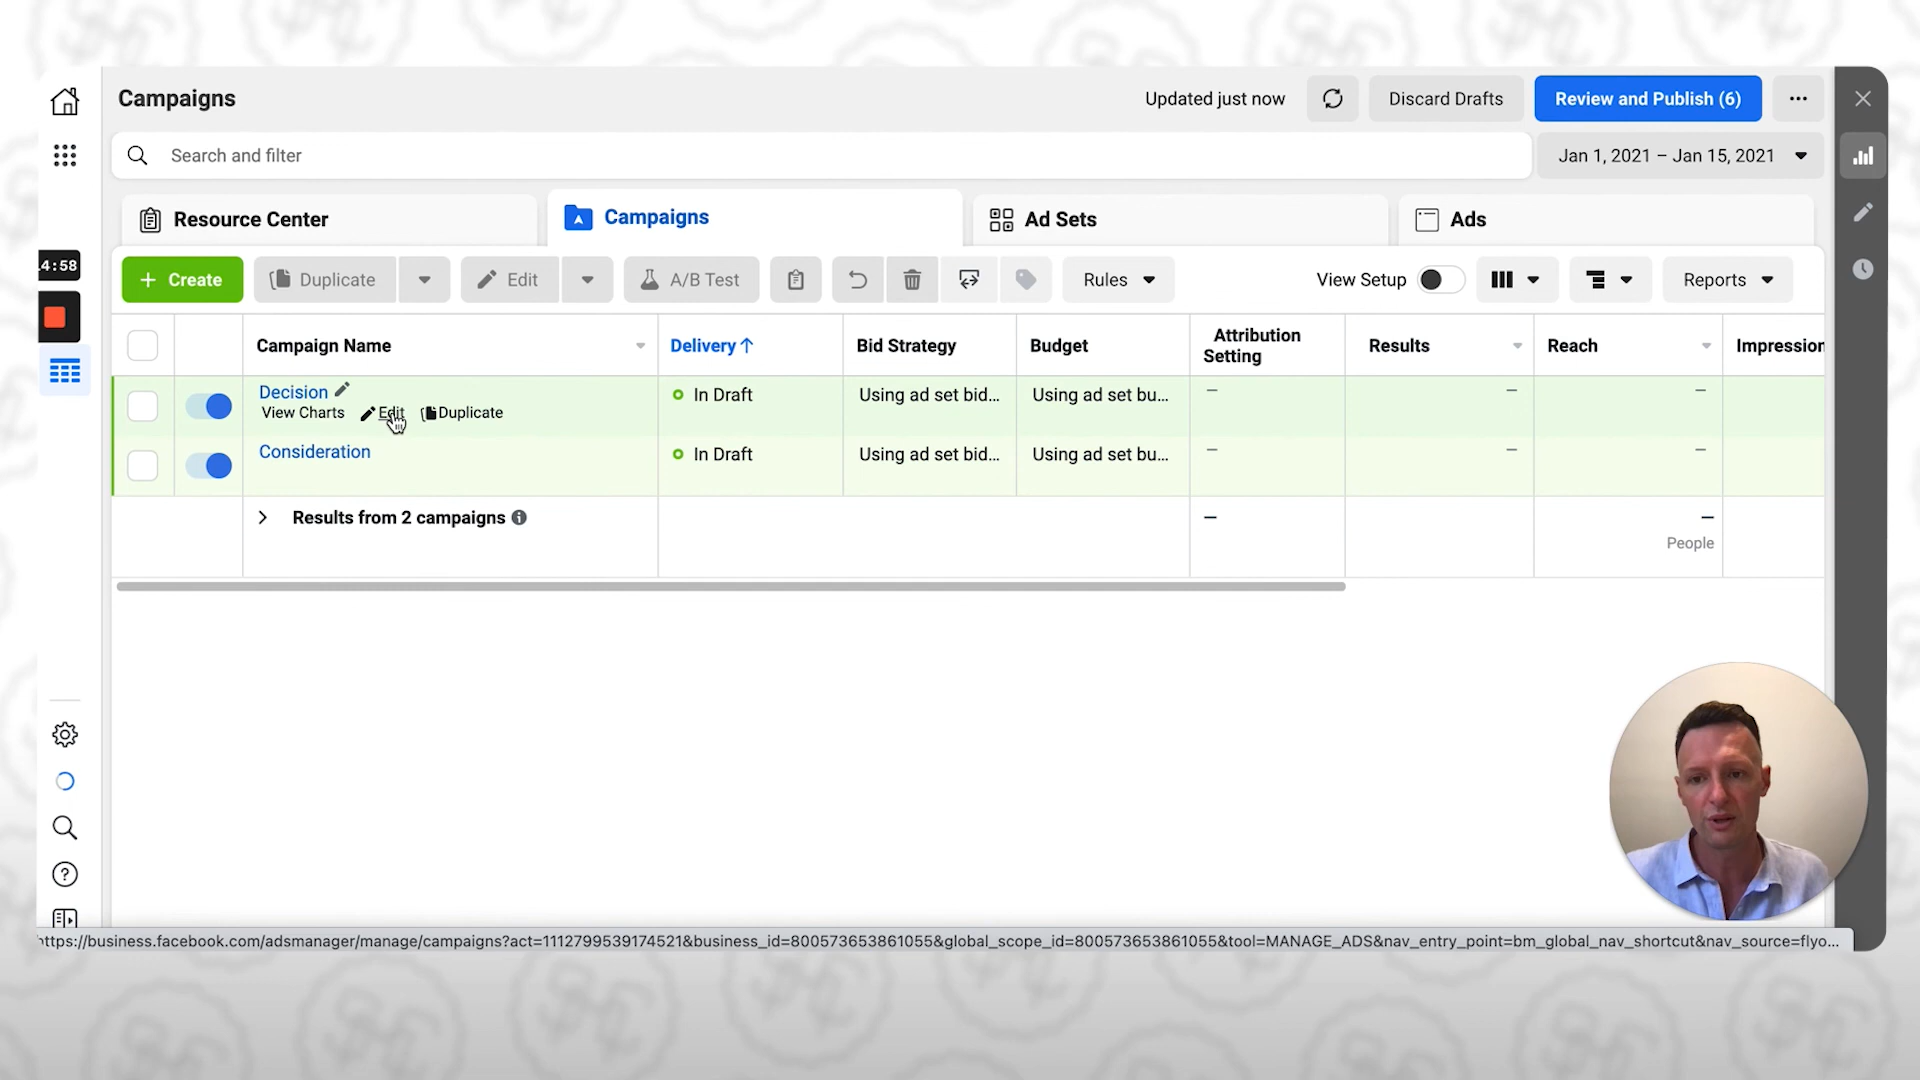 Campaigns
Updated just now
Discard Drafts
Review and Publish (6)
Search and filter
Jan 1, 2021 – Jan 15, 2021
Resource Center
Campaigns
Ad Sets
Ads
4:58
+ Create
Duplicate
Edit
A/B Test
Rules
View Setup
Reports
Campaign Name
Delivery↑
Bid Strategy
Budget
Attribution
Setting
Results
Reach
Impression
Decision
In Draft
Using ad set bid...
Using ad set bu...
—
—
—
View Charts
Edit
Duplicate
Consideration
In Draft
Using ad set bid...
Using ad set bu...
—
—
—
Results from 2 campaigns
—
—
People
https://business.facebook.com/adsmanager/manage/campaigns?act=1112799539174521&business_id=800573653861055&global_scope_id=800573653861055&tool=MANAGE_ADS&nav_entry_point=bm_global_nav_shortcut&nav_source=flyo...